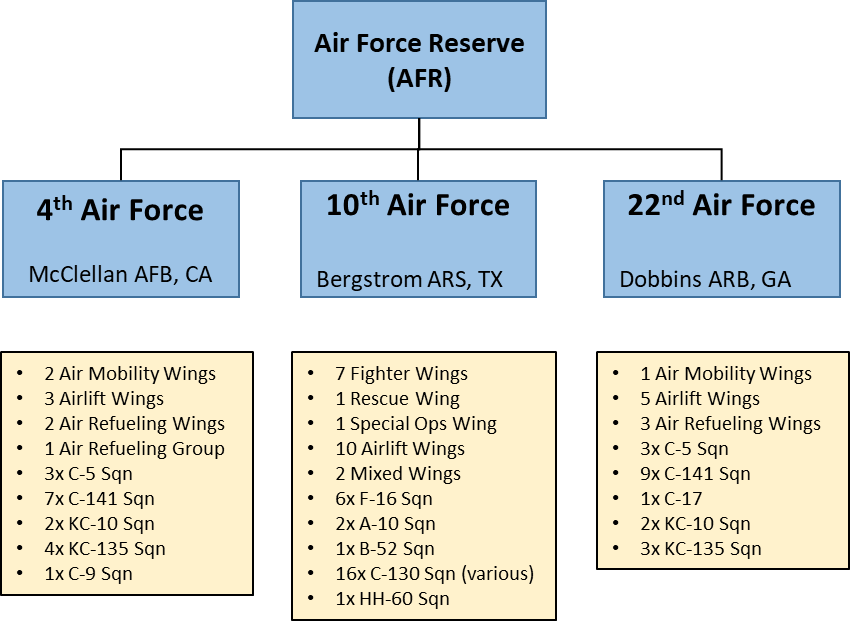 Air Force Reserve
(AFR)
4th Air Force
McClellan AFB, CA
10th Air Force
Bergstrom ARS, TX
22nd Air Force
Dobbins ARB, GA
• 2 Air Mobility Wings
• 3 Airlift Wings
• 2 Air Refueling Wings
• 1 Air Refueling Group
• 3x C-5 Sqn
• 7x C-141 Sqn
• 2x KC-10 Sqn
• 4x KC-135 Sqn
• 1x C-9 Sqn
• 7 Fighter Wings
• 1 Rescue Wing
• 1 Special Ops Wing
• 10 Airlift Wings
• 2 Mixed Wings
• 6x F-16 Sqn
• 2x A-10 Sqn
• 1x B-52 Sqn
• 16x C-130 Sqn (various)
• 1x HH-60 Sqn
• 1 Air Mobility Wings
• 5 Airlift Wings
• 3 Air Refueling Wings
• 3x C-5 Sqn
• 9x C-141 Sqn
• 1x C-17
• 2x KC-10 Sqn
• 3x KC-135 Sqn